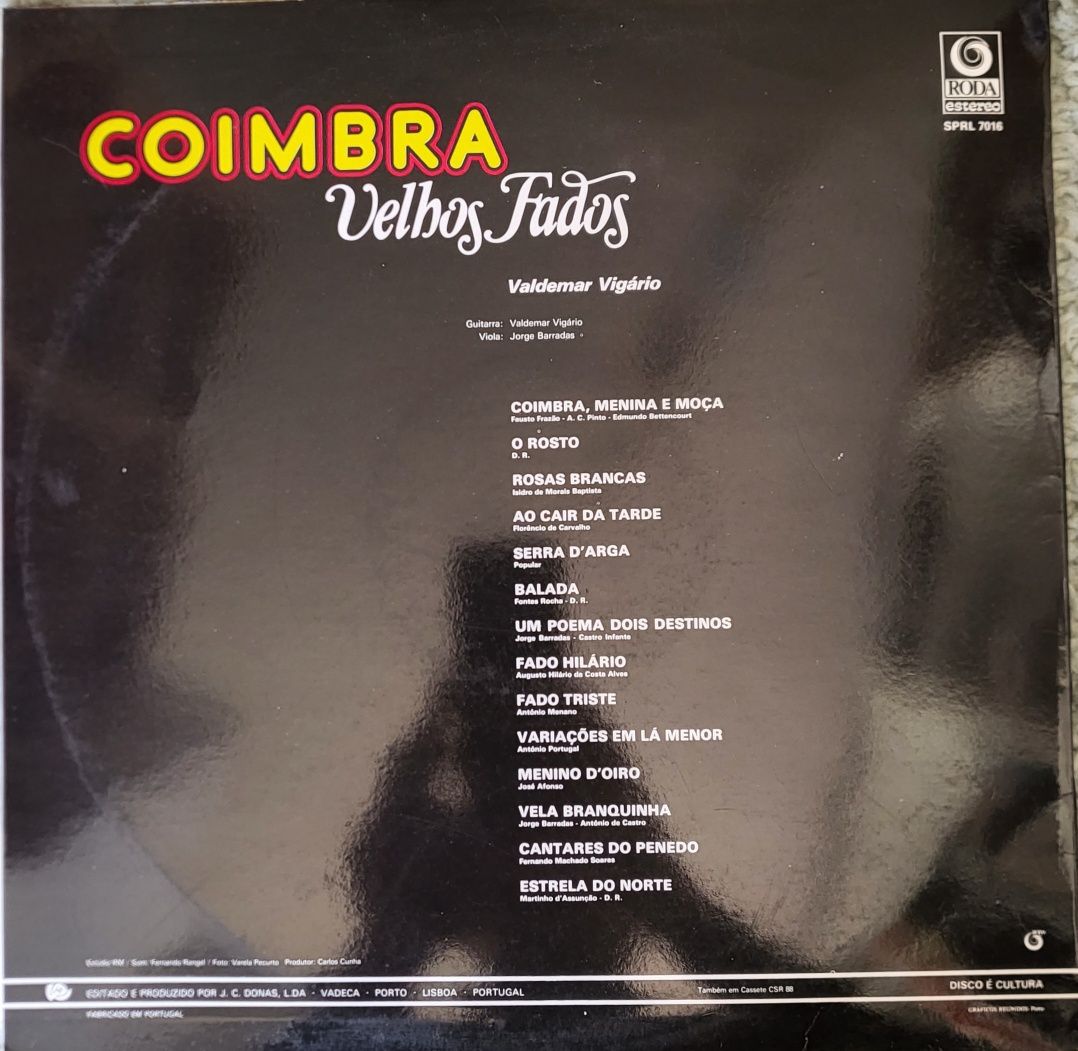 RODA
estereo
SPRL 7016
COIMBRA
Velhos Fados
Valdemar Vigário
Guitarra: Valdemar Vigário
Viola: Jorge Barradas
COIMBRA, MENINA E MOÇA
Fausto Frazão - A. C. Pinto - Edmundo Bettencourt
O ROSTO
D. R.
ROSAS BRANCAS
Isidro de Morais Baptista
AO CAIR DA TARDE
Florêncio de Carvalho
SERRA D'ARGA
Popular
BALADA
Fontes Rocha - D. R.
UM POEMA DOIS DESTINOS
Jorge Barradas - Castro Infante
FADO HILÁRIO
Augusto Hilário da Costa Alves
FADO TRISTE
António Menano
VARIAÇÕES EM LÁ MENOR
António Portugal
MENINO D'OIRO
José Afonso
VELA BRANQUINHA
Jorge Barradas - António de Castro
CANTARES DO PENEDO
Fernando Machado Soares
ESTRELA DO NORTE
Martinho d'Assunção - D. R.
Som: Fernando Rangel / Foto: Varela Pècurto Produtor: Carlos Cunha
EDITADO E PRODUZIDO POR J. C. DONAS, L.DA · VADECA · PORTO · LISBOA · PORTUGAL
Também em Cassete CSR 88
DISCO É CULTURA
FABRICADO EM PORTUGAL
GRÁFICOS REUNIDOS